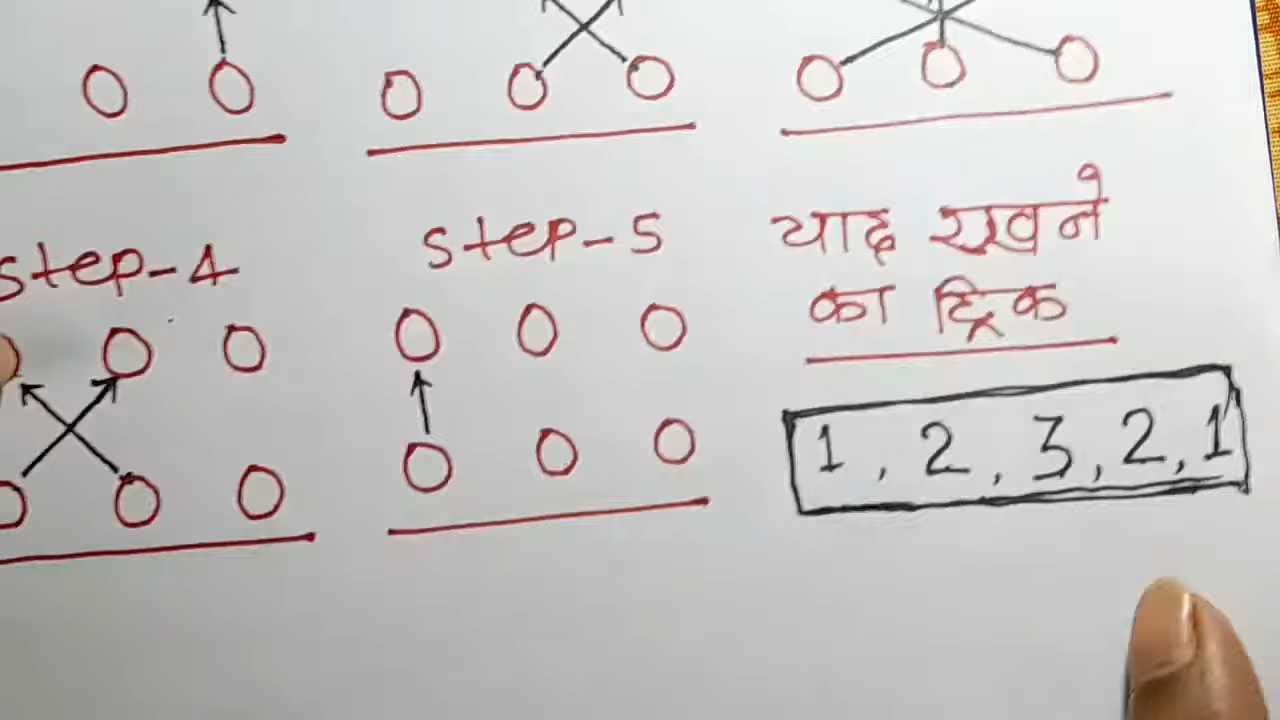 step-4
step-5
याद रखने
का ट्रिक
1, 2, 3, 2, 1